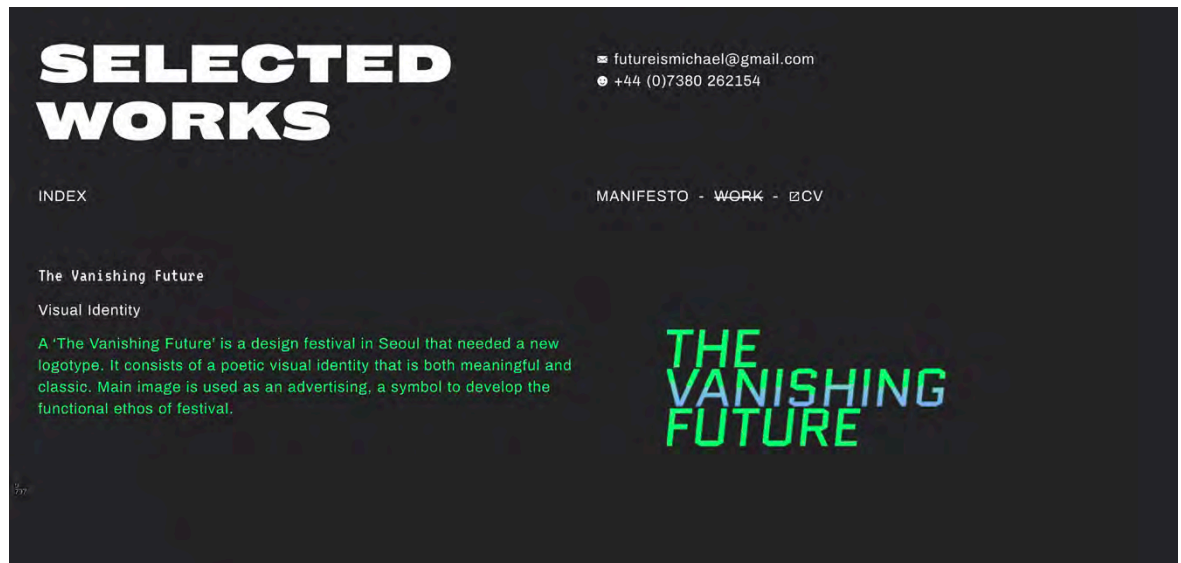 SELECTED
WORKS
futureismichael@gmail.com
+44 (0)7380 262154
INDEX
MANIFESTO - WORK - CV
The Vanishing Future
Visual Identity
A ‘The Vanishing Future’ is a design festival in Seoul that needed a new
logotype. It consists of a poetic visual identity that is both meaningful and
classic. Main image is used as an advertising, a symbol to develop the
functional ethos of festival.
THE
VANISHING
FUTURE